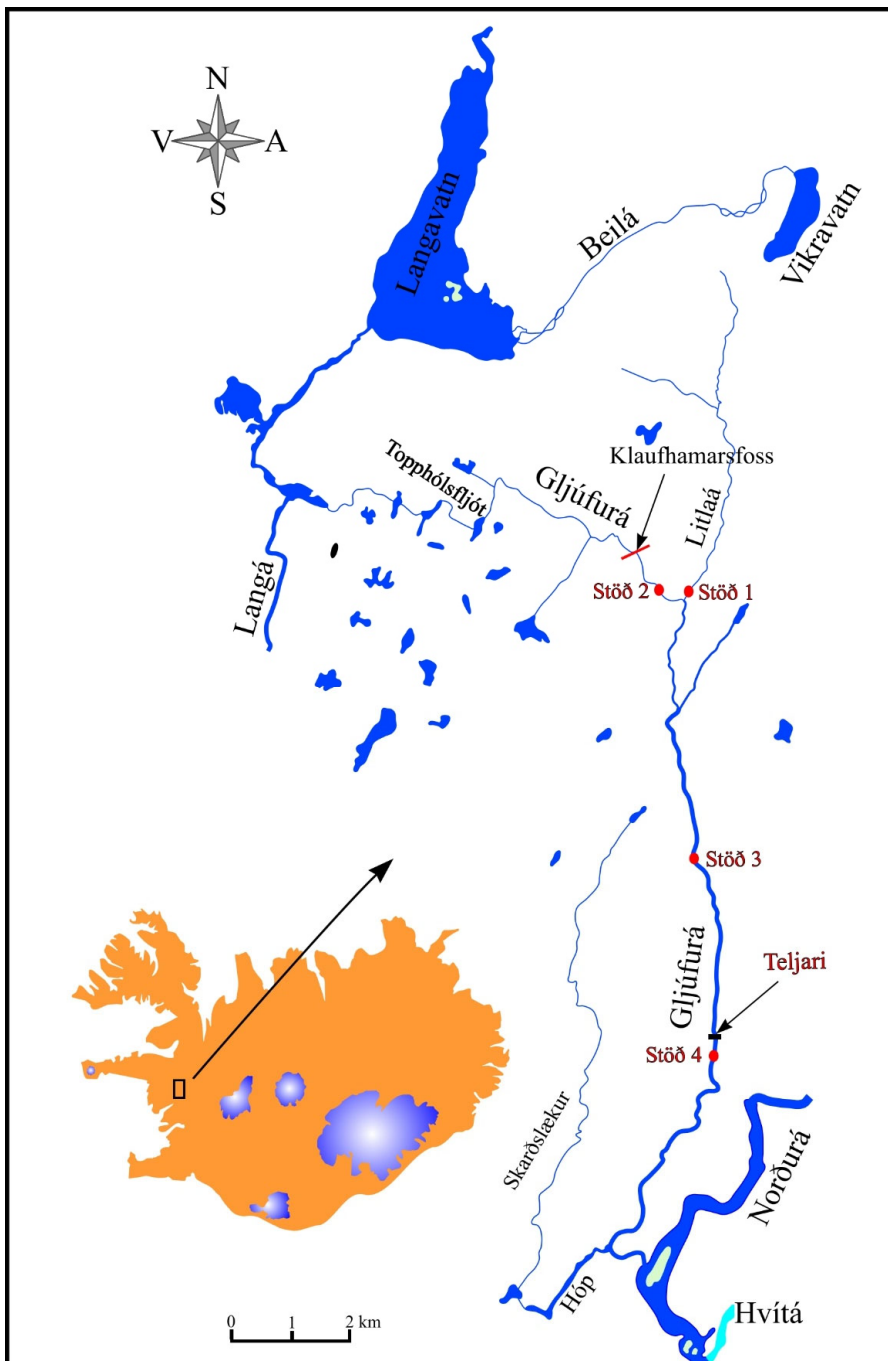 N
V
A
S
Langavatn
Beilá
Vikravatn
Klaufhamarsfoss
Topphólsfljót
Gljúfurá
Litlaá
Langá
Stöð 2
Stöð 1
Stöð 3
Gljúfurá
Teljari
Stöð 4
Skarðslækur
Norðurá
Hóp
Hvítá
0 1 2 km